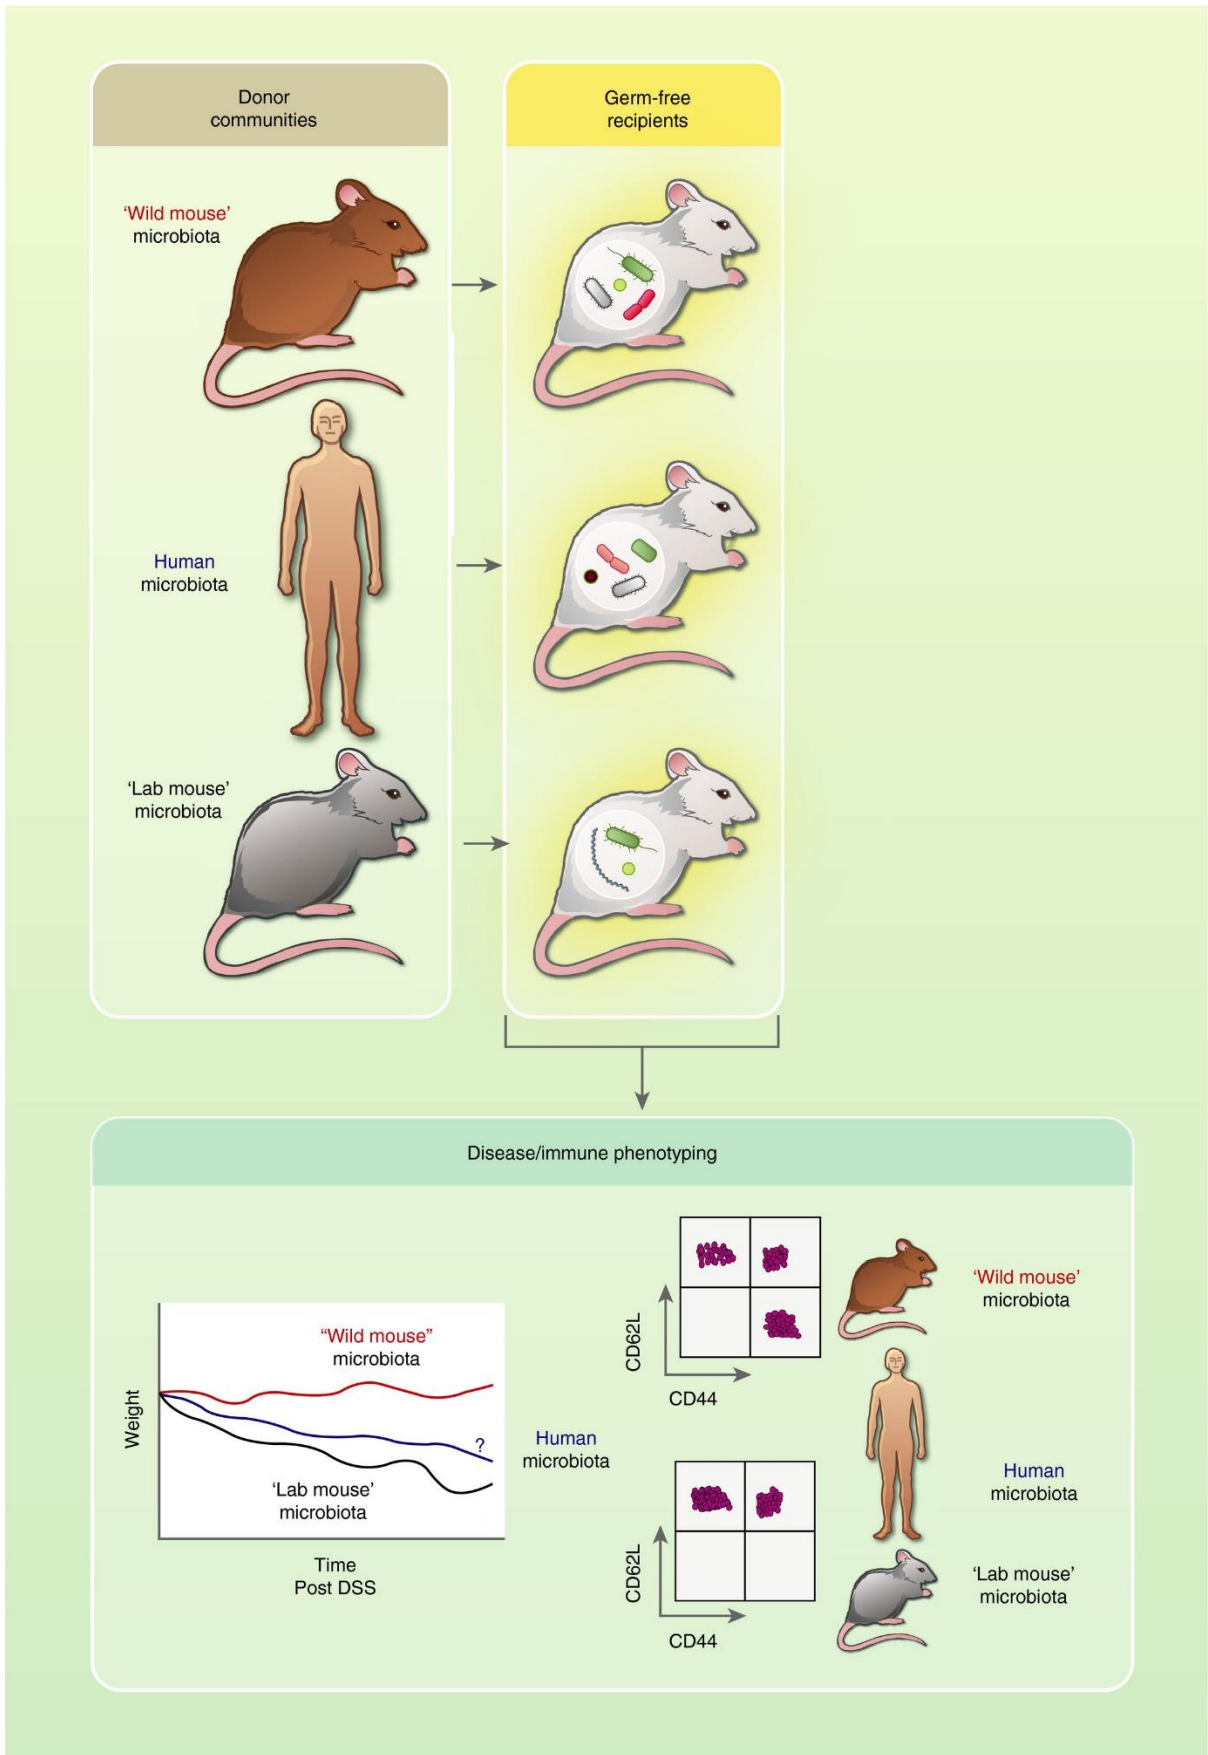 Donor
communities
Germ-free
recipients
‘Wild mouse’
microbiota
Human
microbiota
‘Lab mouse’
microbiota
Disease/immune phenotyping
Weight
“Wild mouse”
microbiota
?
Human
microbiota
‘Lab mouse’
microbiota
Time
Post DSS
CD62L
CD44
‘Wild mouse’
microbiota
CD62L
CD44
Human
microbiota
‘Lab mouse’
microbiota